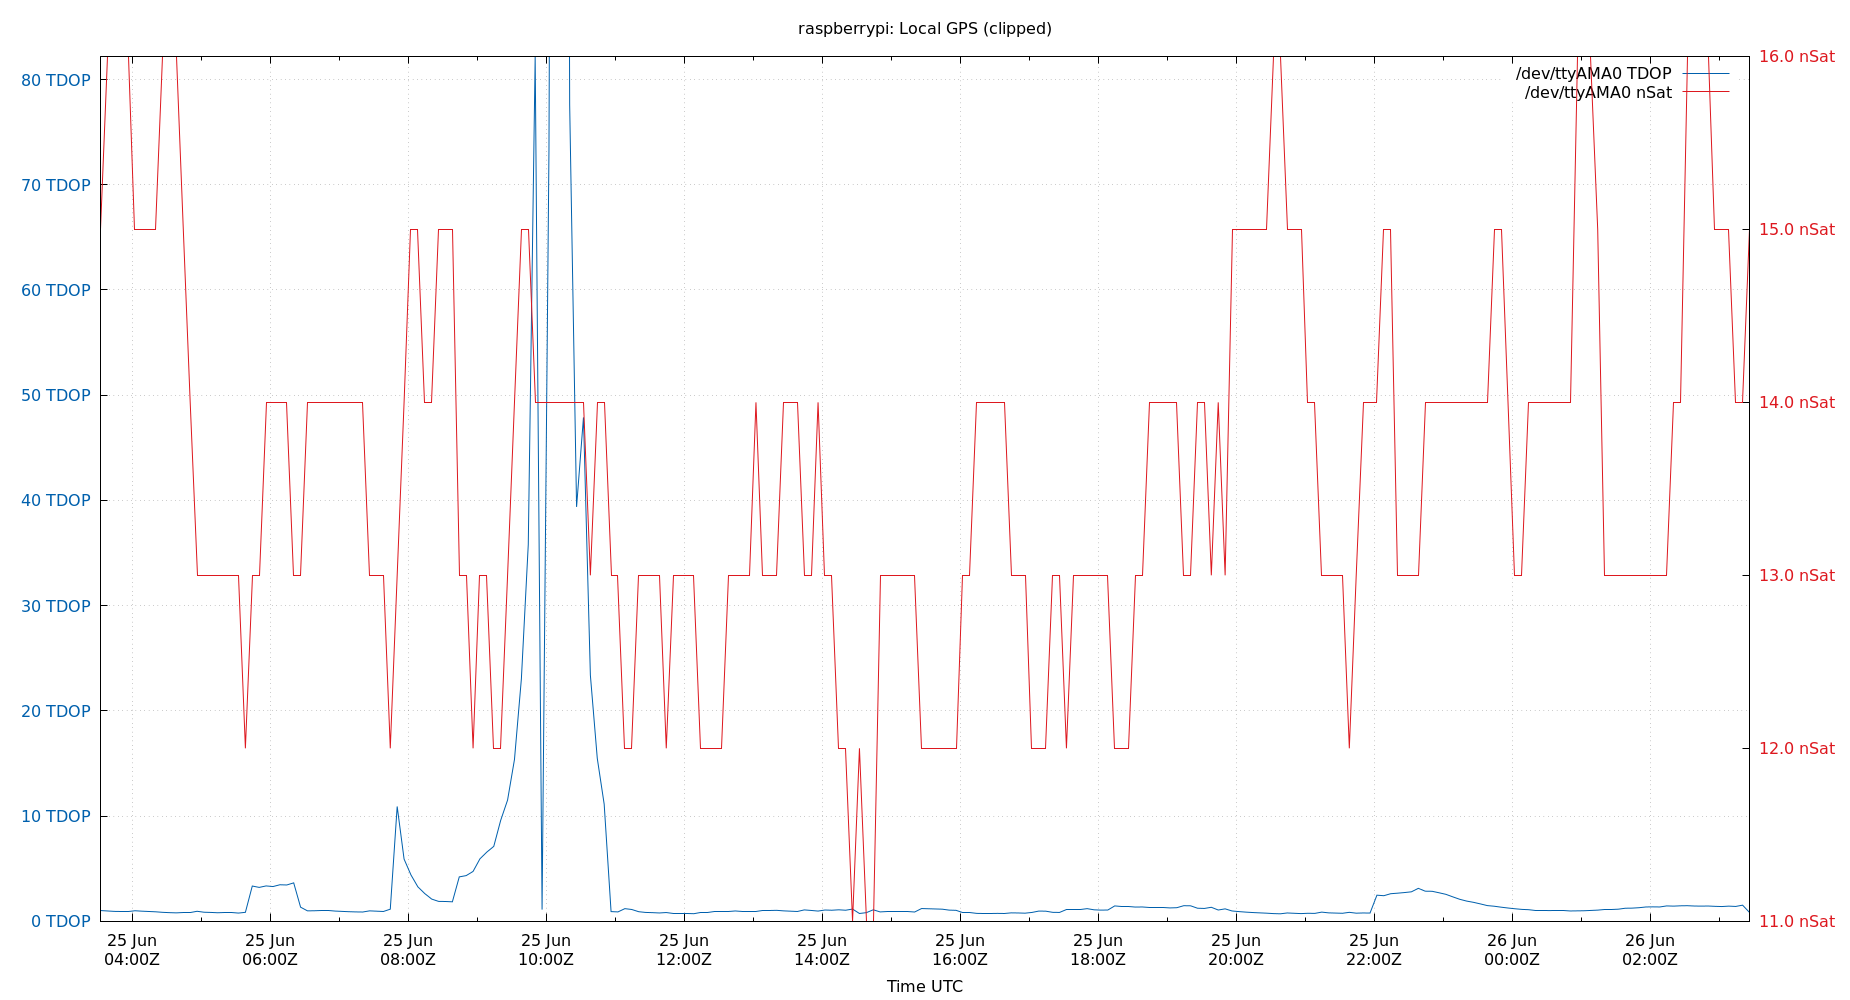 raspberrypi: Local GPS (clipped)
80 TDOP
70 TDOP
60 TDOP
50 TDOP
40 TDOP
30 TDOP
20 TDOP
10 TDOP
0 TDOP
16.0 nSat
15.0 nSat
14.0 nSat
13.0 nSat
12.0 nSat
11.0 nSat
/dev/ttyAMA0 TDOP
/dev/ttyAMA0 nSat
25 Jun
04:00Z
25 Jun
06:00Z
25 Jun
08:00Z
25 Jun
10:00Z
25 Jun
12:00Z
25 Jun
14:00Z
25 Jun
16:00Z
25 Jun
18:00Z
25 Jun
20:00Z
25 Jun
22:00Z
26 Jun
00:00Z
26 Jun
02:00Z
Time UTC